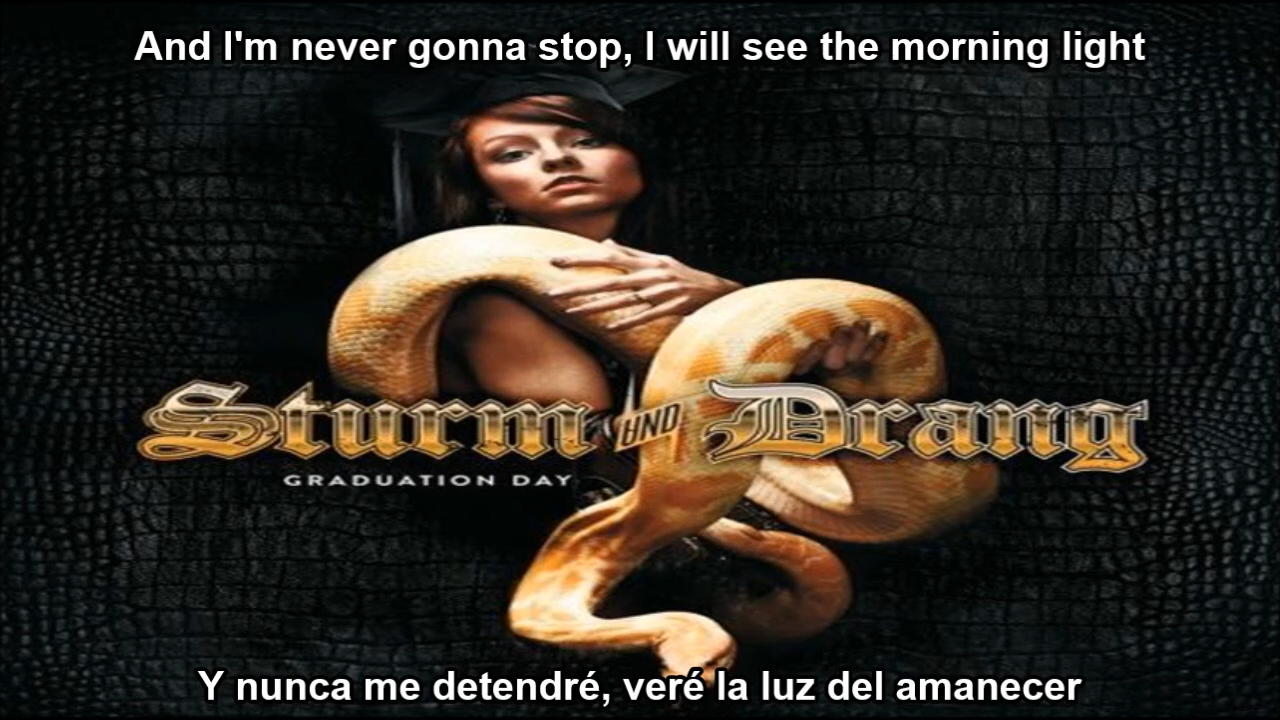 And I'm never gonna stop, I will see the morning light
Sturm AND Drang
GRADUATION DAY
Y nunca me detendré, veré la luz del amanecer